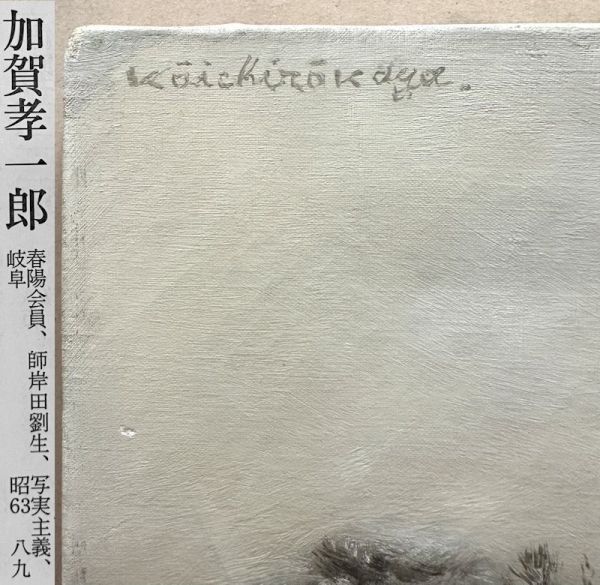 加賀孝一郎
春陽会員、師岸田劉生、写実主義、
岐阜 昭63 八九
Kōichirō Kaga.